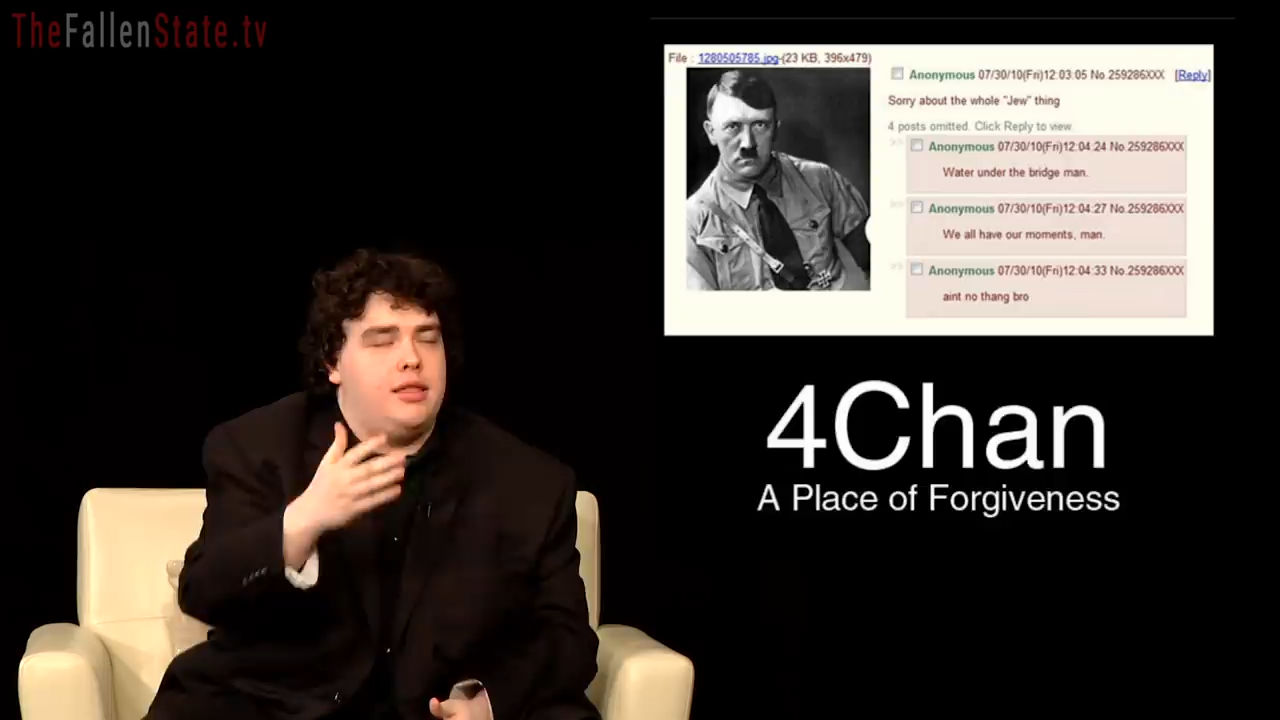 TheFallenState.tv
File : 1280505785.jpg-(23 KB, 396x479)
Anonymous 07/30/10(Fri)12:03:05 No.259286XXX [Reply]
Sorry about the whole "Jew" thing
4 posts omitted. Click Reply to view.
>> Anonymous 07/30/10(Fri)12:04:24 No.259286XXX
Water under the bridge man.
>> Anonymous 07/30/10(Fri)12:04:27 No.259286XXX
We all have our moments, man.
>> Anonymous 07/30/10(Fri)12:04:33 No.259286XXX
aint no thang bro
4Chan
A Place of Forgiveness